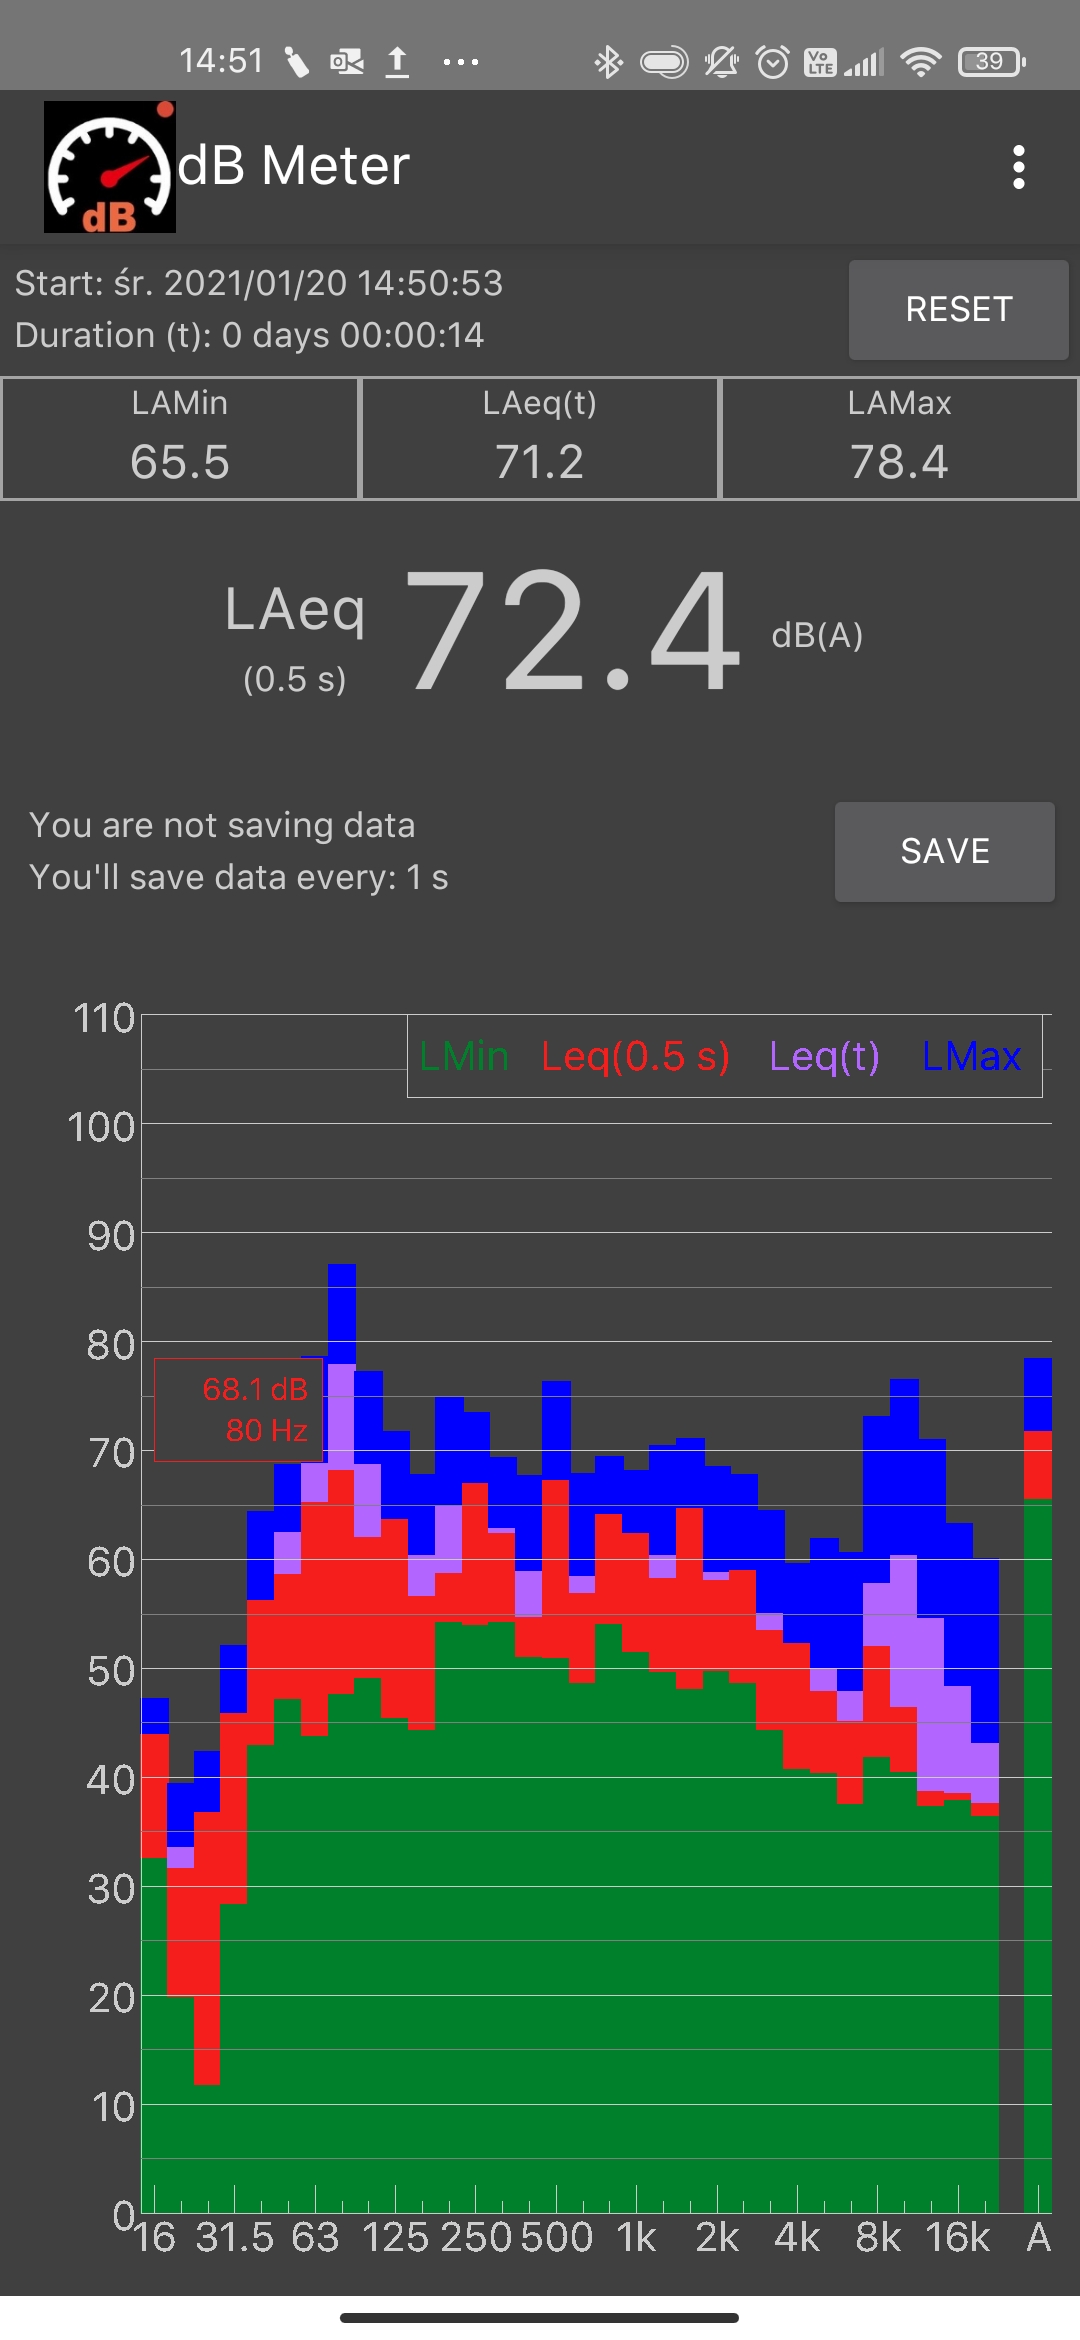 14:51 ... Vo LTE 39
dB
dB Meter
Start: śr. 2021/01/20 14:50:53
Duration (t): 0 days 00:00:14
RESET
LAMin LAeq(t) LAMax
65.5 71.2 78.4
LAeq 72.4 dB(A)
(0.5 s)
You are not saving data
You'll save data every: 1 s
SAVE
110
LMin Leq(0.5 s) Leq(t) LMax
100
90
80
68.1 dB
80 Hz
70
60
50
40
30
20
10
0
16 31.5 63 125 250 500 1k 2k 4k 8k 16k A